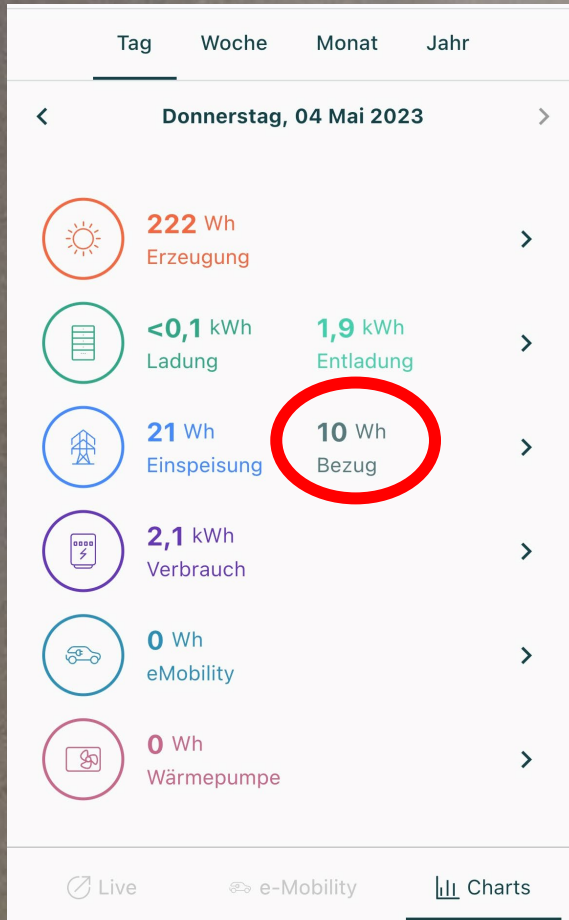 Tag Woche Monat Jahr
Donnerstag, 04 Mai 2023
222 Wh
Erzeugung
<0,1 kWh 1,9 kWh
Ladung Entladung
21 Wh 10 Wh
Einspeisung Bezug
2,1 kWh
Verbrauch
0 Wh
eMobility
0 Wh
Wärmepumpe
Live e-Mobility Charts